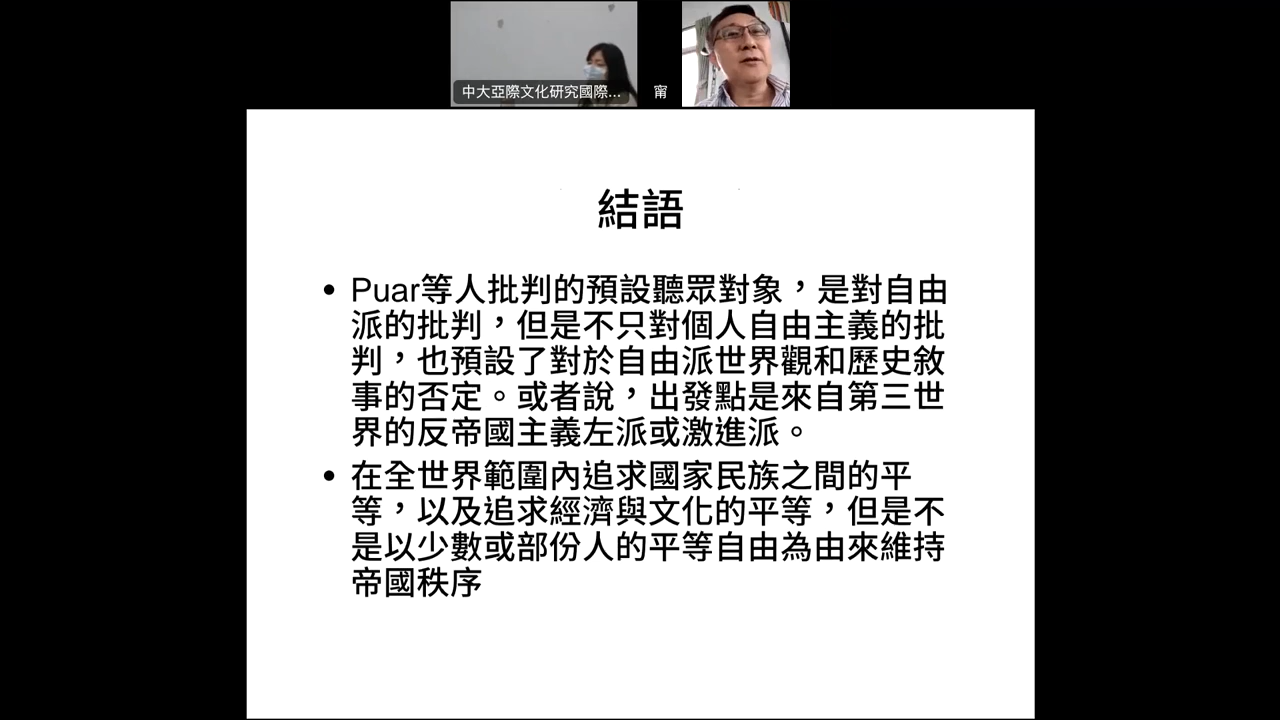 中大亞際文化研究國際...
甯
結語
• Puar等人批判的預設聽眾對象，是對自由
派的批判，但是不只對個人自由主義的批
判，也預設了對於自由派世界觀和歷史敘
事的否定。或者說，出發點是來自第三世
界的反帝國主義左派或激進派。
• 在全世界範圍內追求國家民族之間的平
等，以及追求經濟與文化的平等，但是不
是以少數或部份人的平等自由為由來維持
帝國秩序